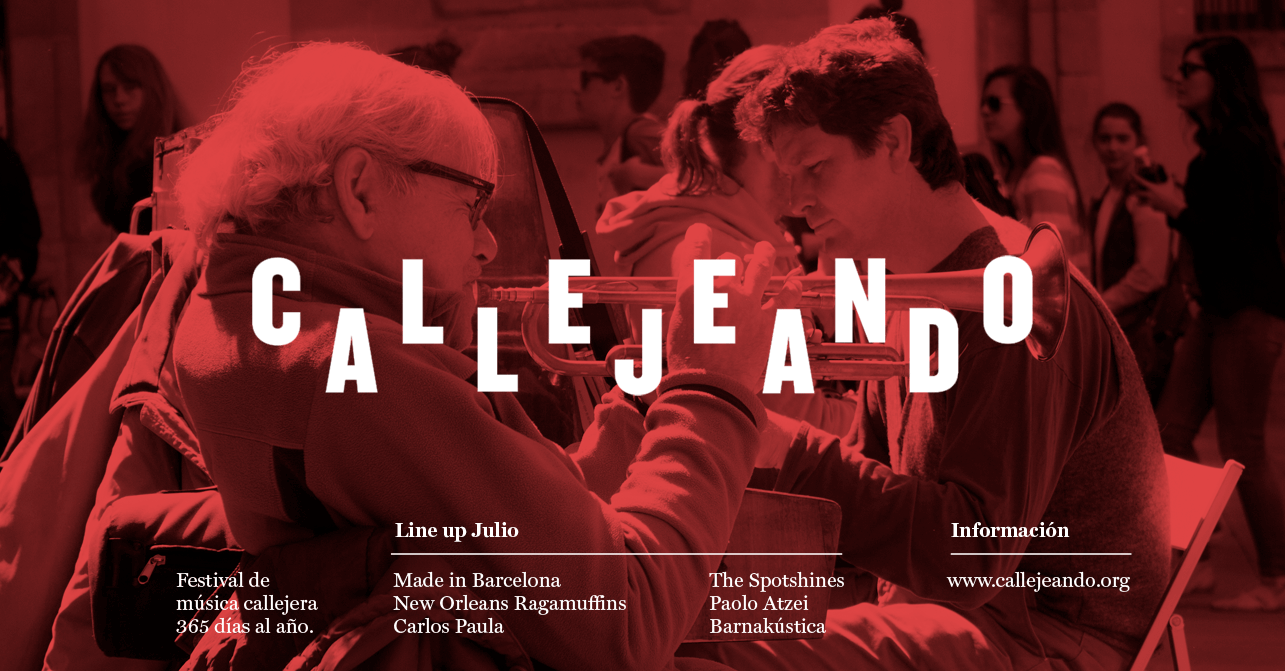 CALLEJEANDO
Festival de
música callejera
365 días al año.
Line up Julio
Made in Barcelona
New Orleans Ragamuffins
Carlos Paula
The Spotshines
Paolo Atzei
Barnakústica
Información
www.callejeando.org